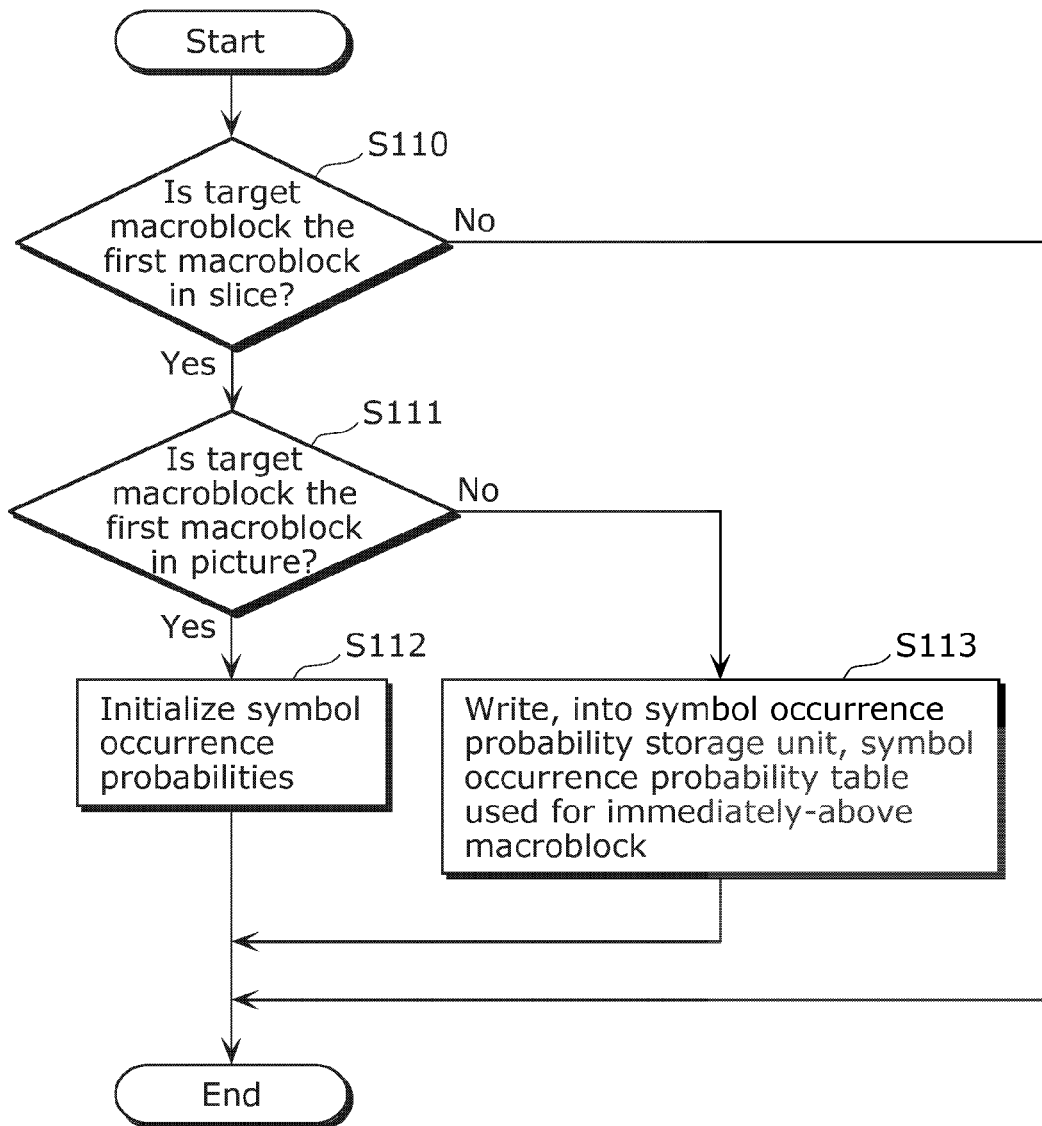 Start
S110
Is target
macroblock the
first macroblock
in slice?
No
Yes
S111
Is target
macroblock the
first macroblock
in picture?
No
Yes
S112
Initialize symbol
occurrence
probabilities
S113
Write, into symbol occurrence
probability storage unit, symbol
occurrence probability table
used for immediately-above
macroblock
End